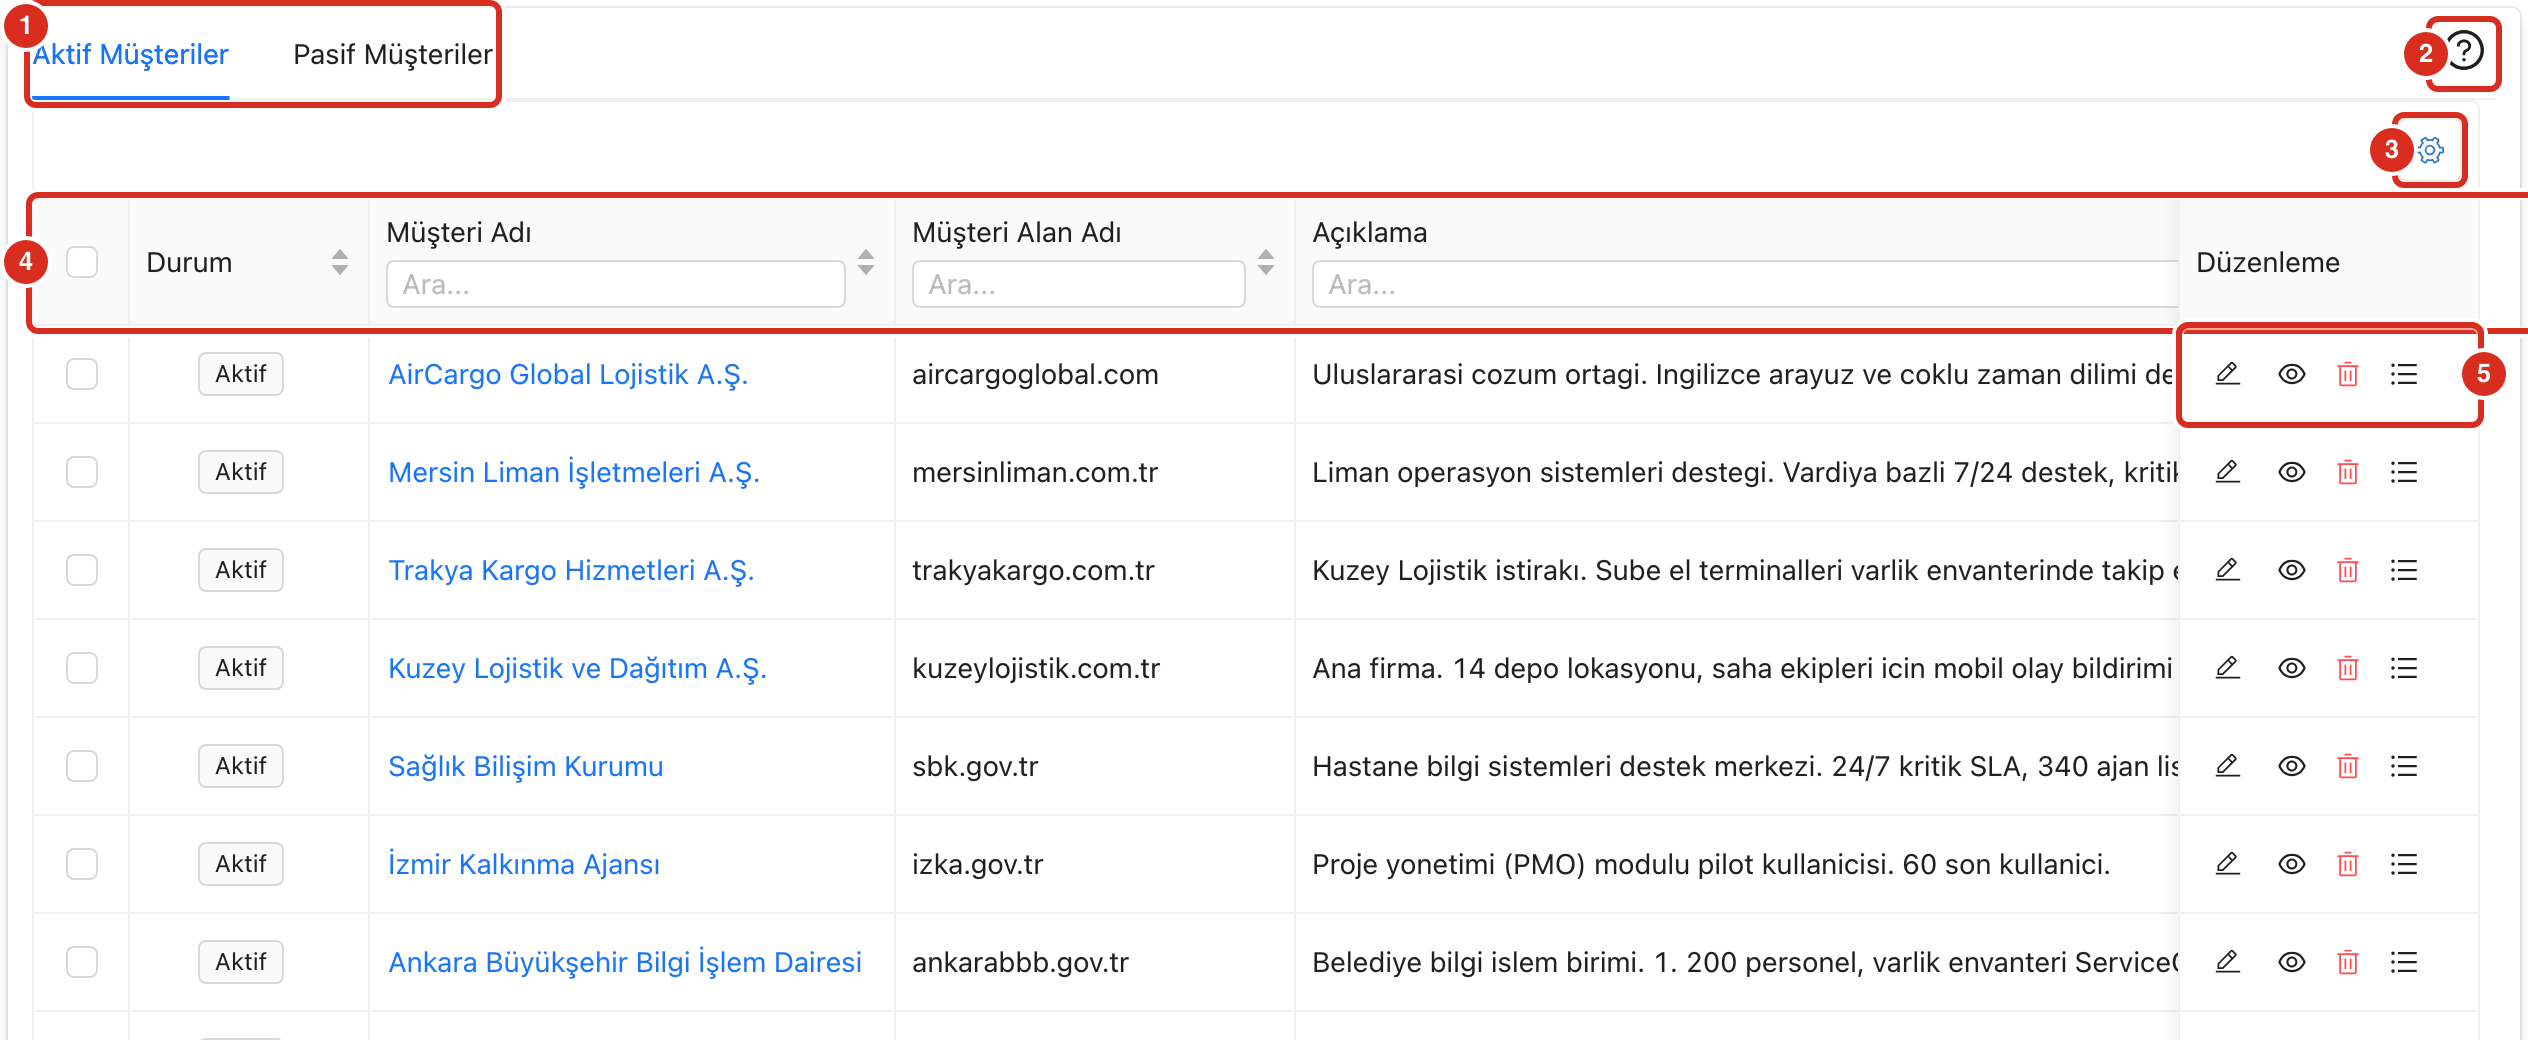 1
Aktif Müşteriler Pasif Müşteriler
2
3
4
Durum Müşteri Adı Müşteri Alan Adı Açıklama Düzenleme
Ara... Ara... Ara...
Aktif AirCargo Global Lojistik A.Ş. aircargoglobal.com Uluslararasi cozum ortagi. Ingilizce arayuz ve coklu zaman dilimi de 5
Aktif Mersin Liman İşletmeleri A.Ş. mersinliman.com.tr Liman operasyon sistemleri destegi. Vardiya bazli 7/24 destek, kritik
Aktif Trakya Kargo Hizmetleri A.Ş. trakyakargo.com.tr Kuzey Lojistik istirakı. Sube el terminalleri varlik envanterinde takip
Aktif Kuzey Lojistik ve Dağıtım A.Ş. kuzeylojistik.com.tr Ana firma. 14 depo lokasyonu, saha ekipleri icin mobil olay bildirimi
Aktif Sağlık Bilişim Kurumu sbk.gov.tr Hastane bilgi sistemleri destek merkezi. 24/7 kritik SLA, 340 ajan lis
Aktif İzmir Kalkınma Ajansı izka.gov.tr Proje yonetimi (PMO) modulu pilot kullanicisi. 60 son kullanici.
Aktif Ankara Büyükşehir Bilgi İşlem Dairesi ankarabbb.gov.tr Belediye bilgi islem birimi. 1. 200 personel, varlik envanteri Service